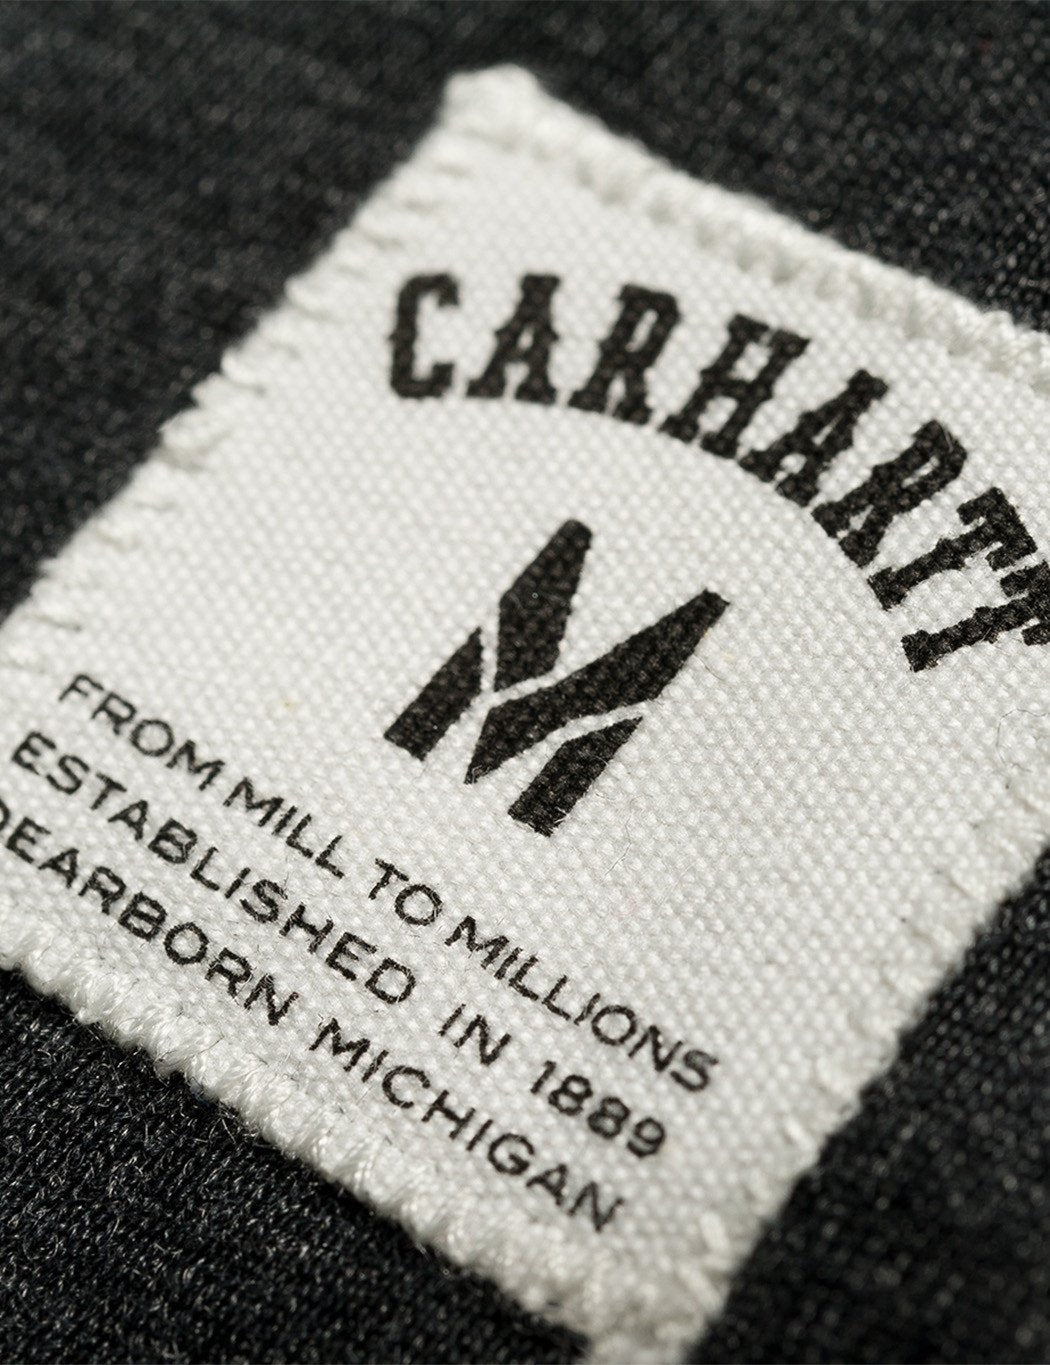 CARHARTT
M
FROM MILL TO MILLIONS
ESTABLISHED IN 1889
DEARBORN MICHIGAN